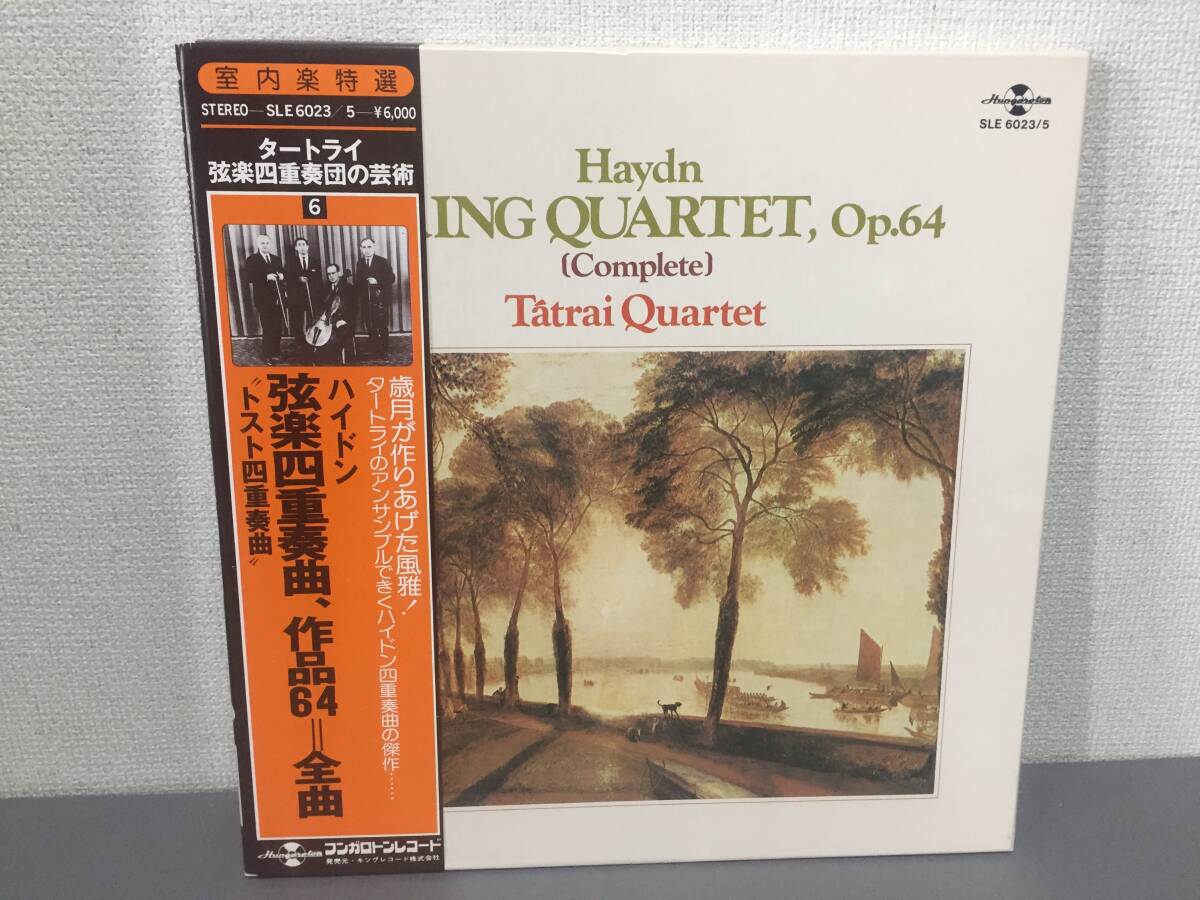 室内楽特選
STEREO—SLE 6023/5—¥6,000
タートライ
弦楽四重奏団の芸術
6
歳月が作りあげた風雅！
タートライのアンサンブルできくハイドン四重奏曲の傑作……
ハイドン
弦楽四重奏曲、作品64＝全曲
〝トスト四重奏曲〟
Hungaroton
フンガロトンレコード
発売元・キングレコード株式会社
Hungaroton
SLE 6023/5
Haydn
ING QUARTET, Op.64
(Complete)
Tátrai Quartet